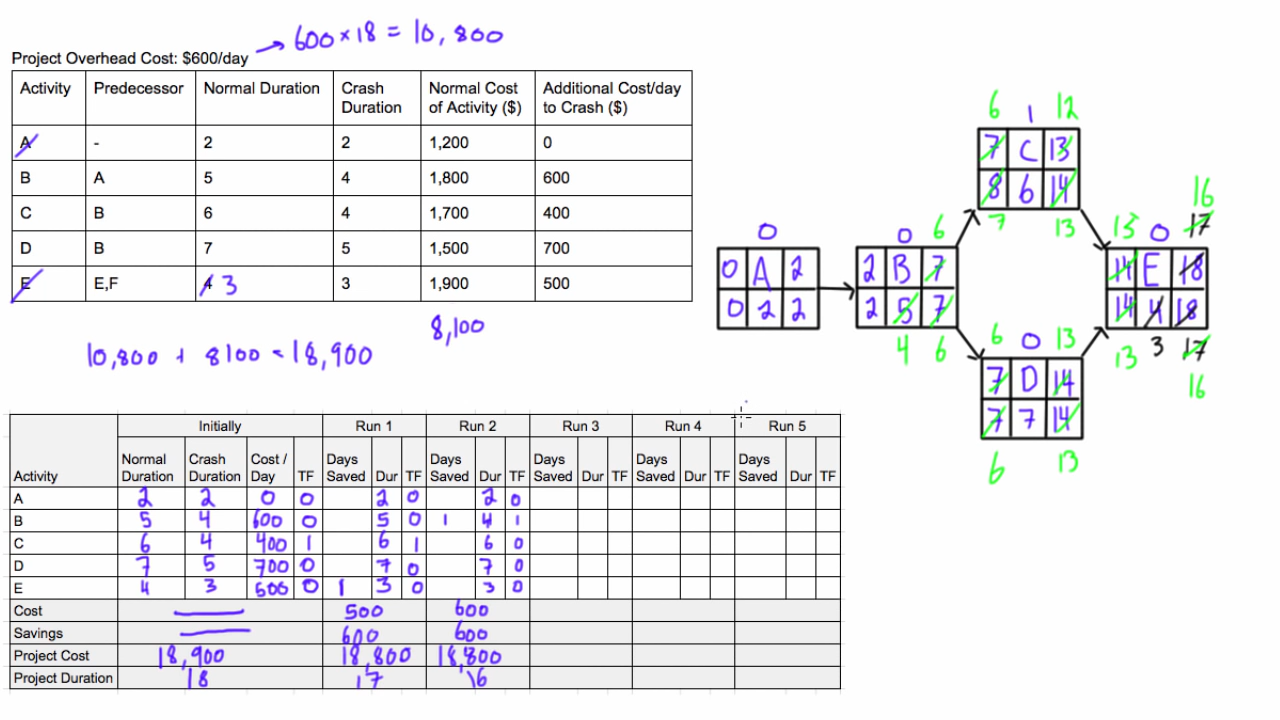 → 600 × 18 = 10, 800
Project Overhead Cost: $600/day
Activity Predecessor Normal Duration Crash Duration Normal Cost of Activity ($) Additional Cost/day to Crash ($)
A - 2 2 1,200 0
B A 5 4 1,800 600
C B 6 4 1,700 400
D B 7 5 1,500 700
E E,F 4 3 3 1,900 500
8,100
10,800 + 8100 = 18,900
6 1 12
7 C 13
8 6 14
7 13
0
0 A 2
0 2 2
0 6
2 B 7
2 5 7
4 6
16
13 0 17
14 E 18
14 4 18
13 3 17
16
6 0 13
7 D 14
7 7 14
6 13
Initially Run 1 Run 2 Run 3 Run 4 Run 5
Activity Normal Duration Crash Duration Cost / Day TF Days Saved Dur TF Days Saved Dur TF Days Saved Dur TF Days Saved Dur TF Days Saved Dur TF
A 2 2 0 0 2 0 2 0
B 5 4 600 0 5 0 1 4 1
C 6 4 400 1 6 1 6 0
D 7 5 700 0 7 0 7 0
E 4 3 600 0 1 3 0 3 0
Cost 500 600
Savings 600 600
Project Cost 18,900 18,800 18,800
Project Duration 18 17 16